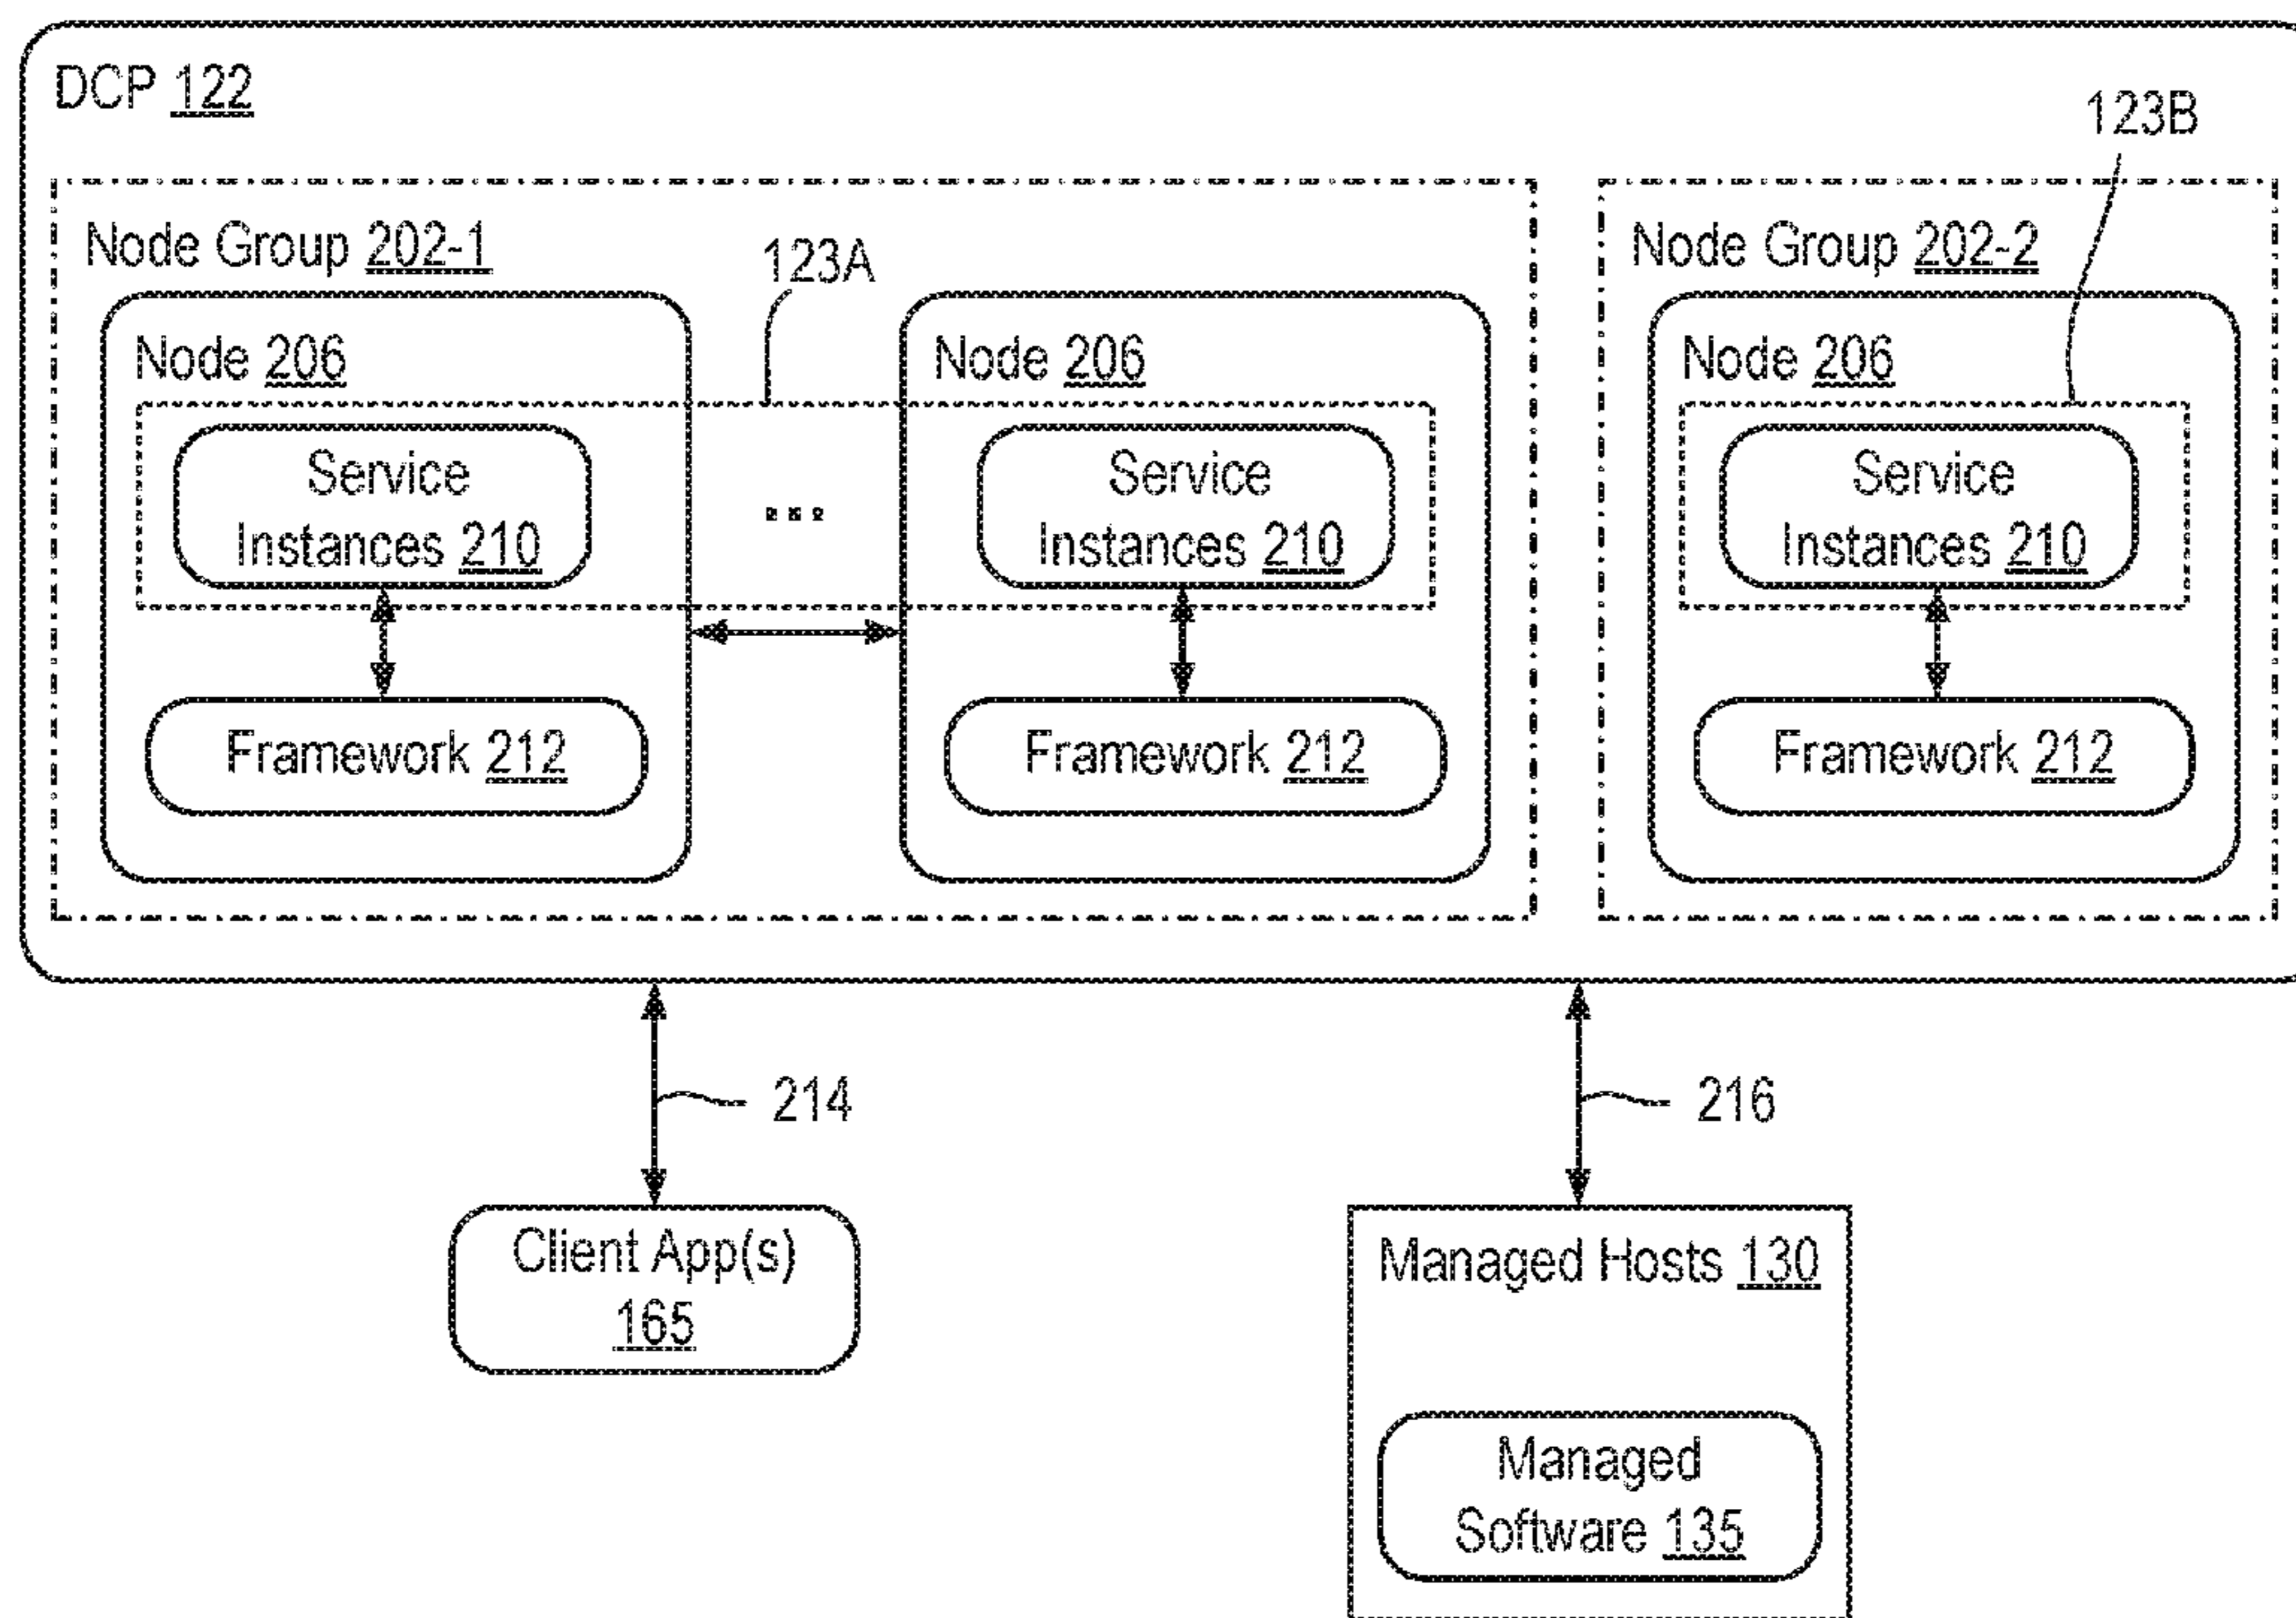 DCP 122
123B
Node Group 202-1
123A
Node Group 202-2
Node 206
Node 206
Node 206
Service
Instances 210
...
Service
Instances 210
Service
Instances 210
Framework 212
Framework 212
Framework 212
214
216
Client App(s)
165
Managed Hosts 130
Managed
Software 135